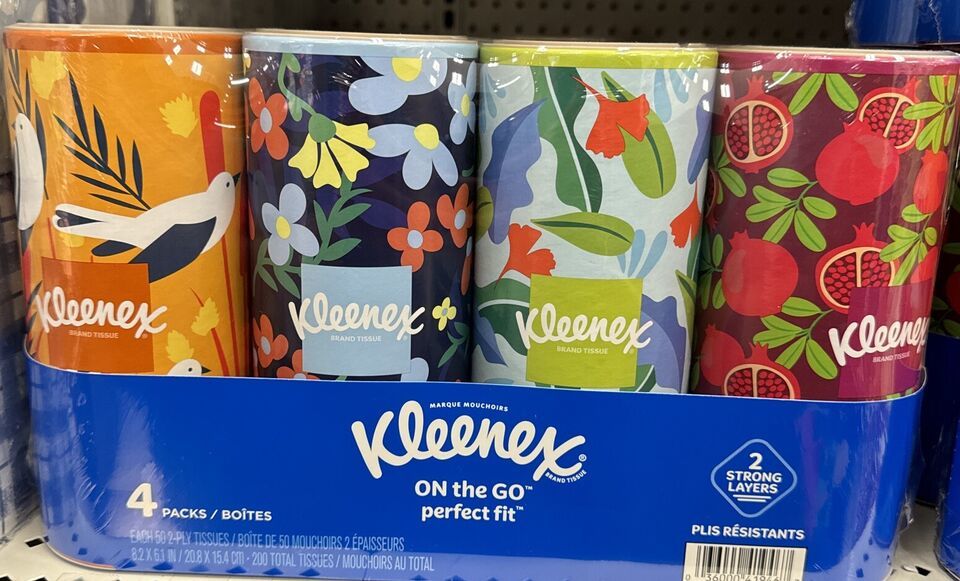 Kleenex®
BRAND TISSUE
Kleenex
BRAND TISSUE
Kleenex
BRAND TISSUE
Kleenex
BRAND TISSUE
MARQUE MOUCHOIRS
Kleenex®
BRAND TISSUE
ON the GO™
perfect fit™
4 PACKS / BOÎTES
EACH 50 2-PLY TISSUES / BOÎTE DE 50 MOUCHOIRS 2 ÉPAISSEURS
8.2 X 6.1 IN / 20.8 X 15.4 cm · 200 TOTAL TISSUES / MOUCHOIRS AU TOTAL
2
STRONG
LAYERS
PLIS RÉSISTANTS